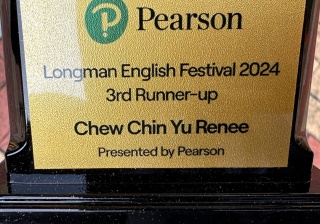 Pearson
Longman English Festival 2024
3rd Runner-up
Chew Chin Yu Renee
Presented by Pearson